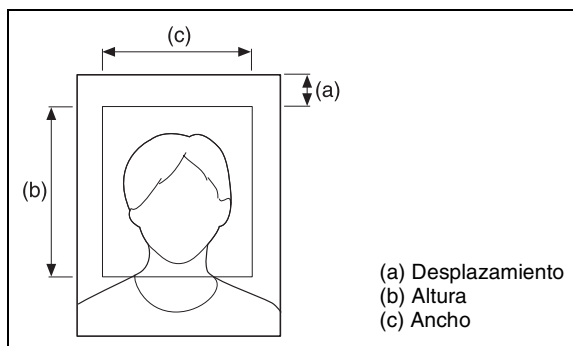 (c)
(a)
(b)
(a) Desplazamiento
(b) Altura
(c) Ancho